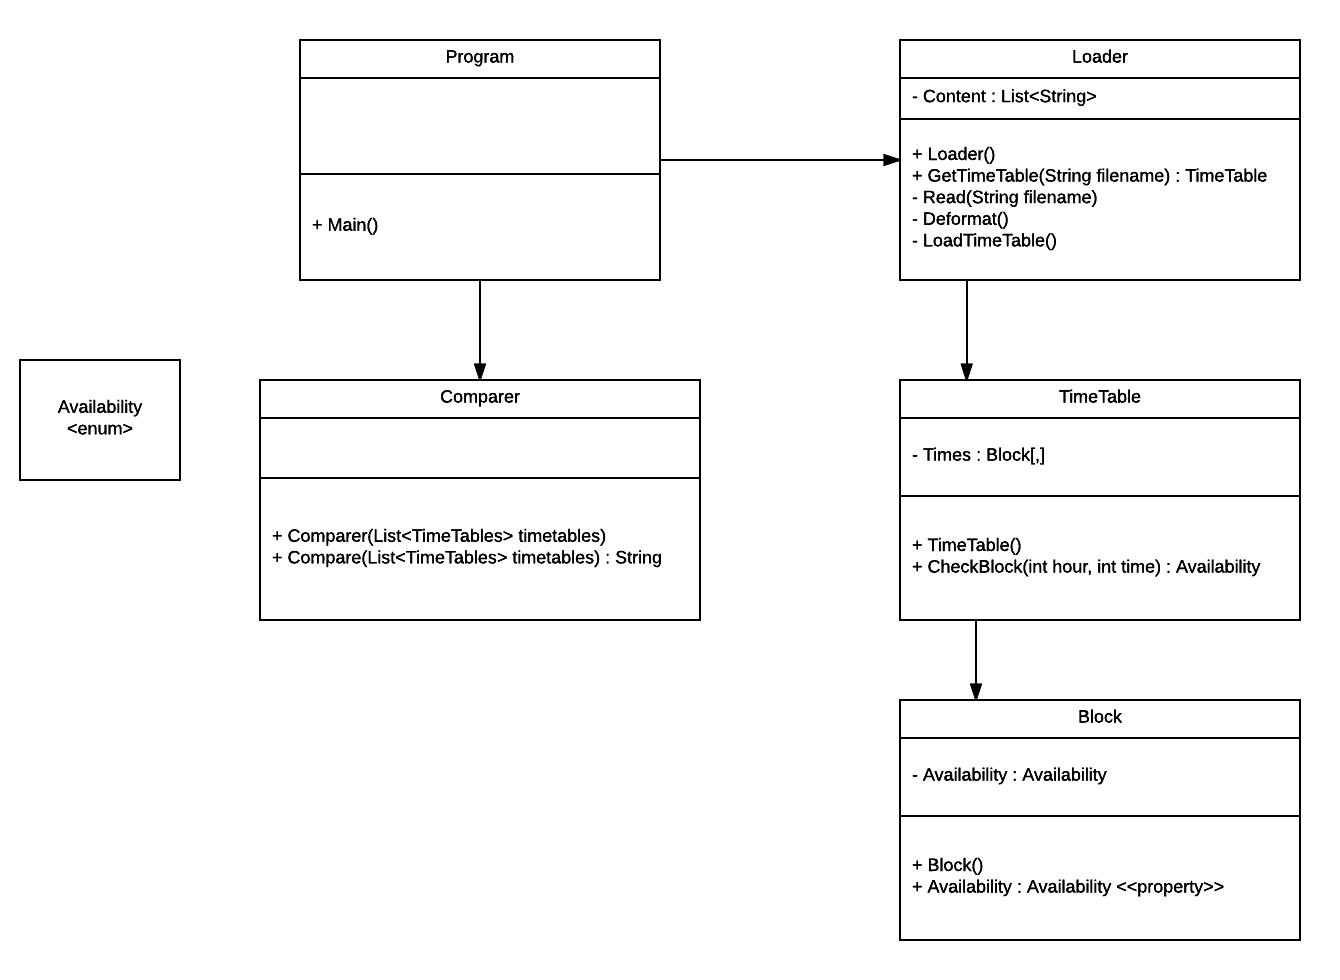 Program
+ Main()
Loader
- Content : List<String>
+ Loader()
+ GetTimeTable(String filename) : TimeTable
- Read(String filename)
- Deformat()
- LoadTimeTable()
Availability
<enum>
Comparer
+ Comparer(List<TimeTables> timetables)
+ Compare(List<TimeTables> timetables) : String
TimeTable
- Times : Block[,]
+ TimeTable()
+ CheckBlock(int hour, int time) : Availability
Block
- Availability : Availability
+ Block()
+ Availability : Availability <<property>>